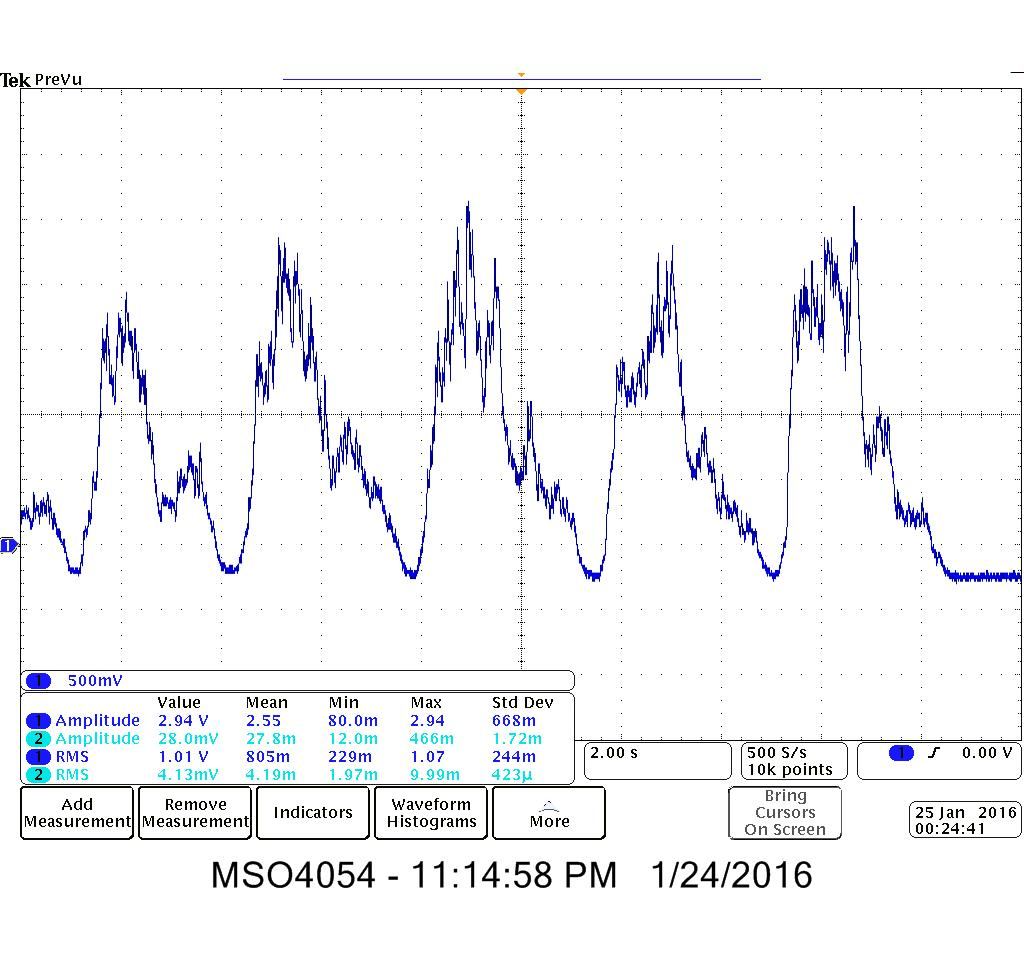 Tek PreVu
1
1 500mV
Value Mean Min Max Std Dev
1 Amplitude 2.94 V 2.55 80.0m 2.94 668m
2 Amplitude 28.0mV 27.8m 12.0m 466m 1.72m
1 RMS 1.01 V 805m 229m 1.07 244m
2 RMS 4.13mV 4.19m 1.97m 9.99m 423µ
2.00 s
500 S/s
10k points
1 0.00 V
Add
Measurement
Remove
Measurement
Indicators
Waveform
Histograms
More
Bring
Cursors
On Screen
25 Jan 2016
00:24:41
MSO4054 - 11:14:58 PM 1/24/2016